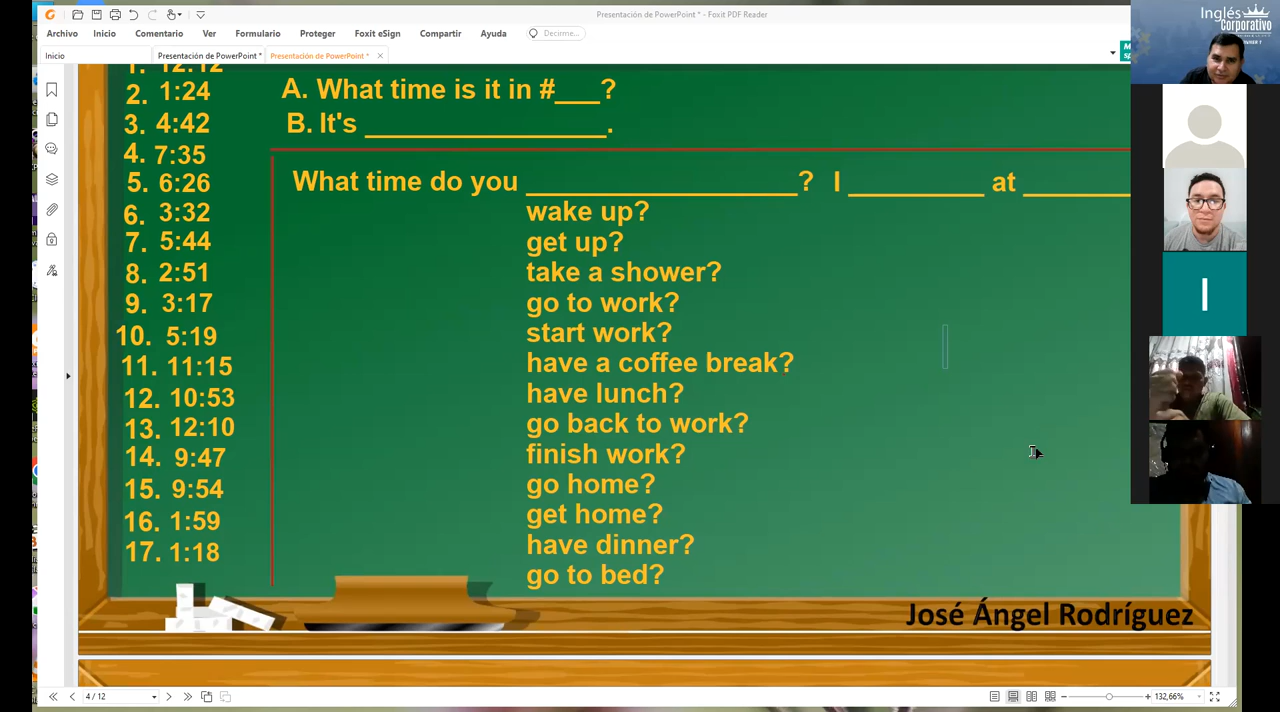 Presentación de PowerPoint * - Foxit PDF Reader
Archivo Inicio Comentario Ver Formulario Proteger Foxit eSign Compartir Ayuda Decirme...
Inicio Presentación de PowerPoint * Presentación de PowerPoint *
Inglés
Corporativo
1. 12:12
2. 1:24
3. 4:42
4. 7:35
5. 6:26
6. 3:32
7. 5:44
8. 2:51
9. 3:17
10. 5:19
11. 11:15
12. 10:53
13. 12:10
14. 9:47
15. 9:54
16. 1:59
17. 1:18
A. What time is it in #___?
B. It's ________________.
What time do you __________________? I _________ at _______
wake up?
get up?
take a shower?
go to work?
start work?
have a coffee break?
have lunch?
go back to work?
finish work?
go home?
get home?
have dinner?
go to bed?
I
José Ángel Rodríguez
4 / 12
132,66%